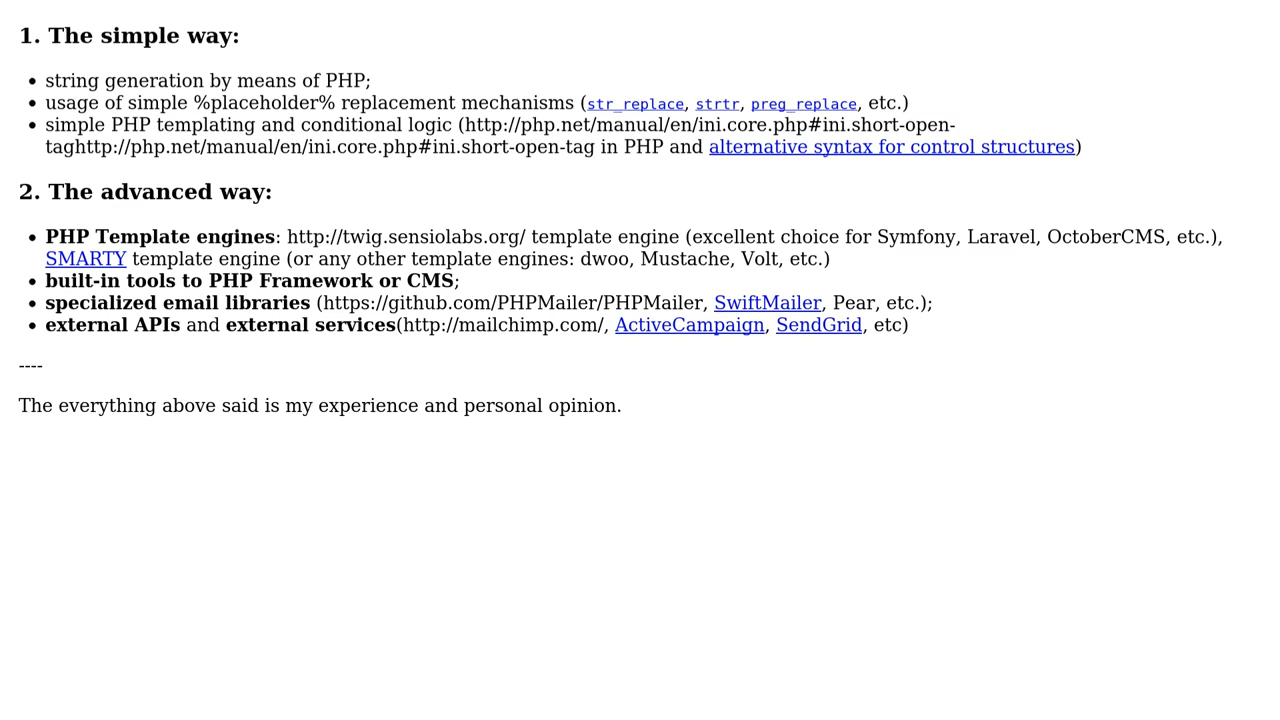 1. The simple way:
• string generation by means of PHP;
• usage of simple %placeholder% replacement mechanisms (str_replace, strtr, preg_replace, etc.)
• simple PHP templating and conditional logic (http://php.net/manual/en/ini.core.php#ini.short-open-
taghttp://php.net/manual/en/ini.core.php#ini.short-open-tag in PHP and alternative syntax for control structures)
2. The advanced way:
• PHP Template engines: http://twig.sensiolabs.org/ template engine (excellent choice for Symfony, Laravel, OctoberCMS, etc.),
SMARTY template engine (or any other template engines: dwoo, Mustache, Volt, etc.)
• built-in tools to PHP Framework or CMS;
• specialized email libraries (https://github.com/PHPMailer/PHPMailer, SwiftMailer, Pear, etc.);
• external APIs and external services(http://mailchimp.com/, ActiveCampaign, SendGrid, etc)
----
The everything above said is my experience and personal opinion.